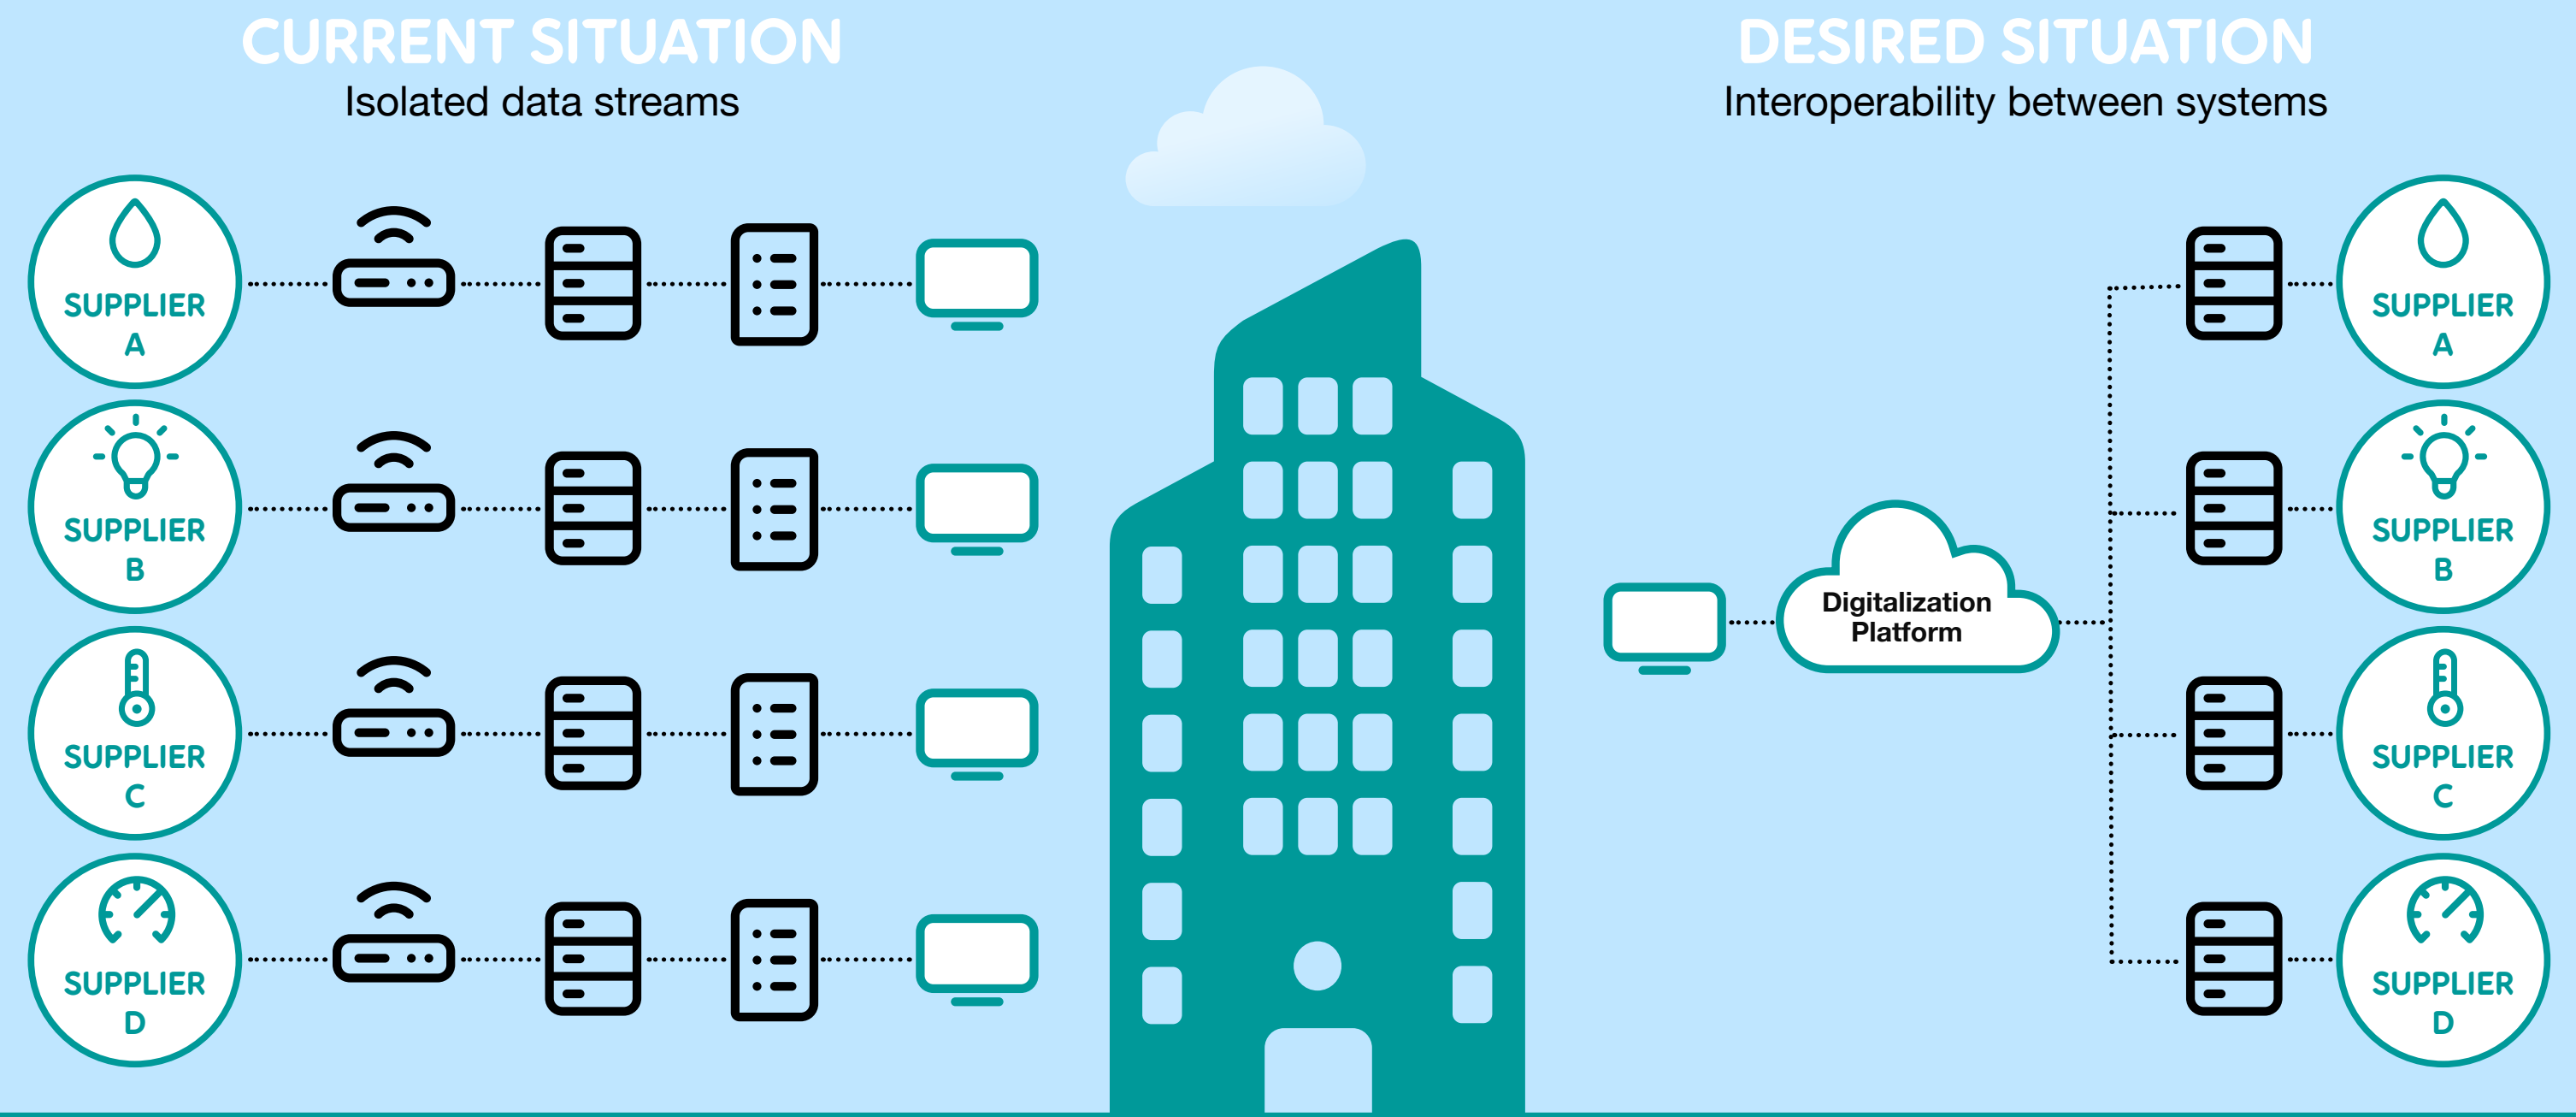 CURRENT SITUATION
Isolated data streams
SUPPLIER
A
SUPPLIER
B
SUPPLIER
C
SUPPLIER
D
DESIRED SITUATION
Interoperability between systems
Digitalization
Platform
SUPPLIER
A
SUPPLIER
B
SUPPLIER
C
SUPPLIER
D